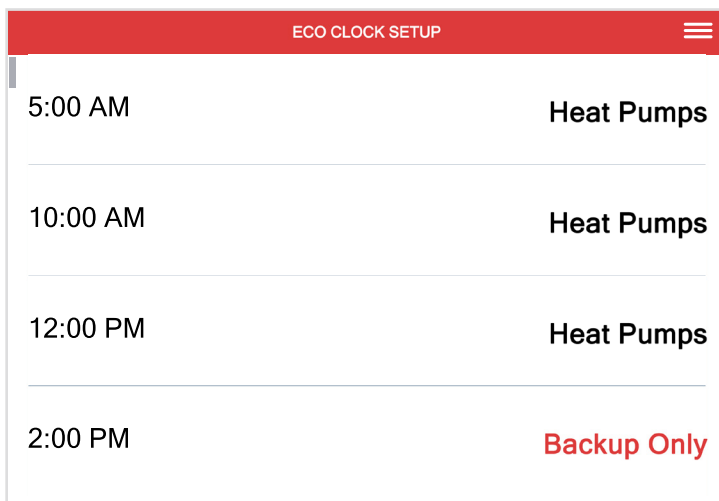 ECO CLOCK SETUP
5:00 AM Heat Pumps
10:00 AM Heat Pumps
12:00 PM Heat Pumps
2:00 PM Backup Only